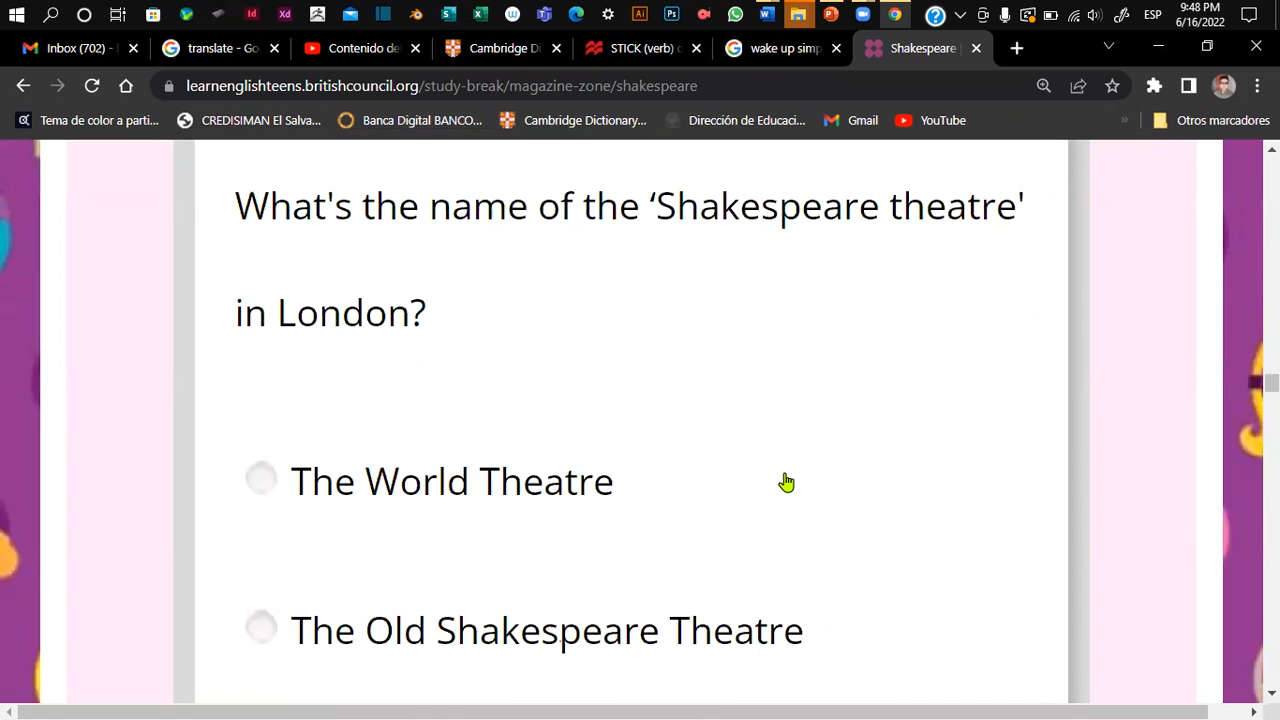 9:48 PM
ESP
6/16/2022
Inbox (702) -
translate - Go
Contenido de
Cambridge Di
STICK (verb) c
wake up simp
Shakespeare
learnenglishteens.britishcouncil.org/study-break/magazine-zone/shakespeare
Tema de color a parti...
CREDISIMAN El Salva...
Banca Digital BANCO...
Cambridge Dictionary...
Dirección de Educaci...
Gmail
YouTube
»
Otros marcadores
What's the name of the ‘Shakespeare theatre'
in London?
The World Theatre
The Old Shakespeare Theatre